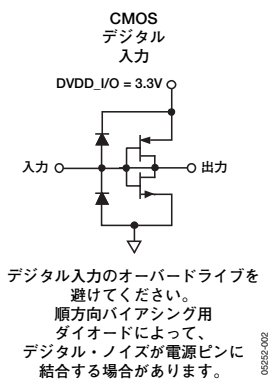 CMOS
デジタル
入力
DVDD_I/O = 3.3V
入力
出力
デジタル入力のオーバードライブを
避けてください。
順方向バイアシング用
ダイオードによって、
デジタル・ノイズが電源ピンに
結合する場合があります。
05252-002